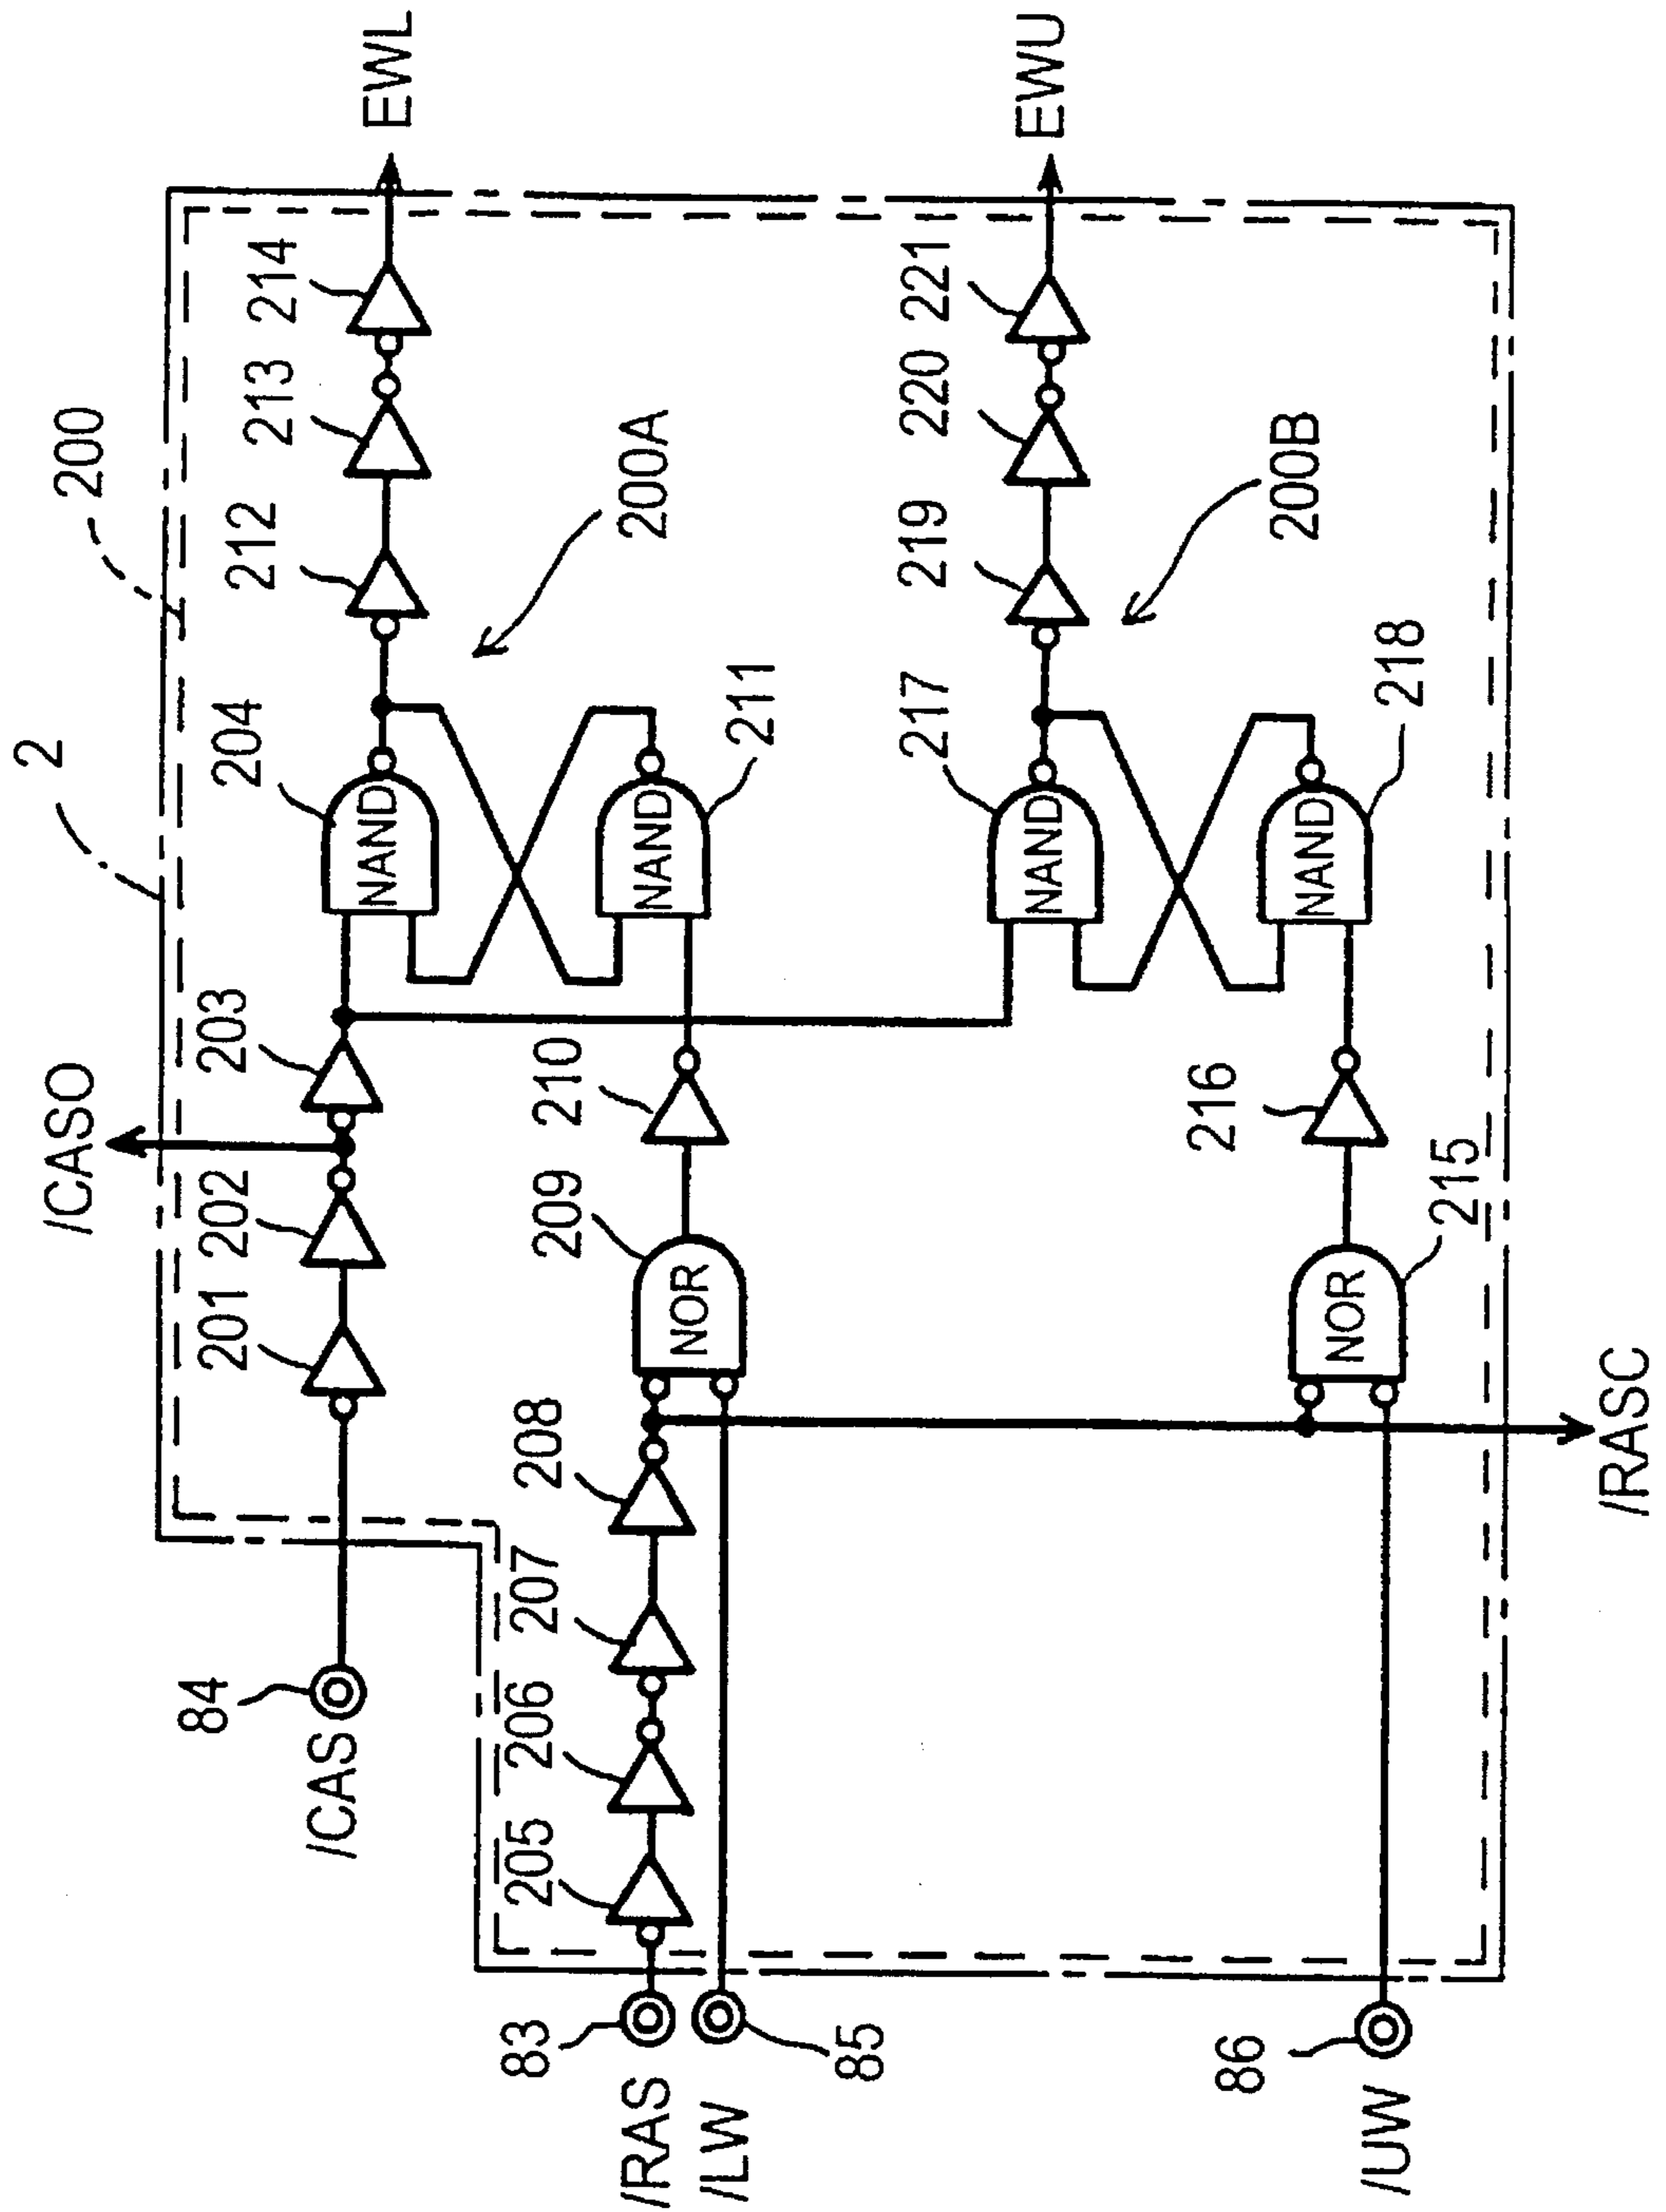 2
200
/CASO
84
/CAS
201
202
203
204
212
213
214
EWL
200A
83
/RAS
205
206
207
208
209
NOR
210
NAND
NAND
211
/LW
85
217
NAND
219
220
221
EWU
200B
86
/UW
NOR
215
216
NAND
218
/RASC